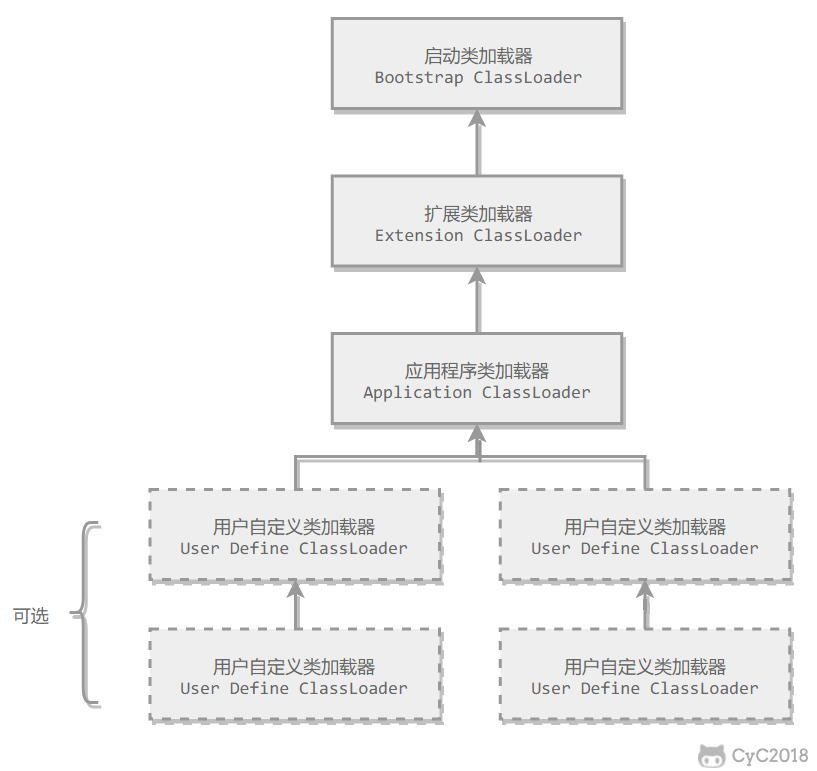 启动类加载器
Bootstrap ClassLoader
扩展类加载器
Extension ClassLoader
应用程序类加载器
Application ClassLoader
用户自定义类加载器
User Define ClassLoader
用户自定义类加载器
User Define ClassLoader
可选
用户自定义类加载器
User Define ClassLoader
用户自定义类加载器
User Define ClassLoader
CyC2018